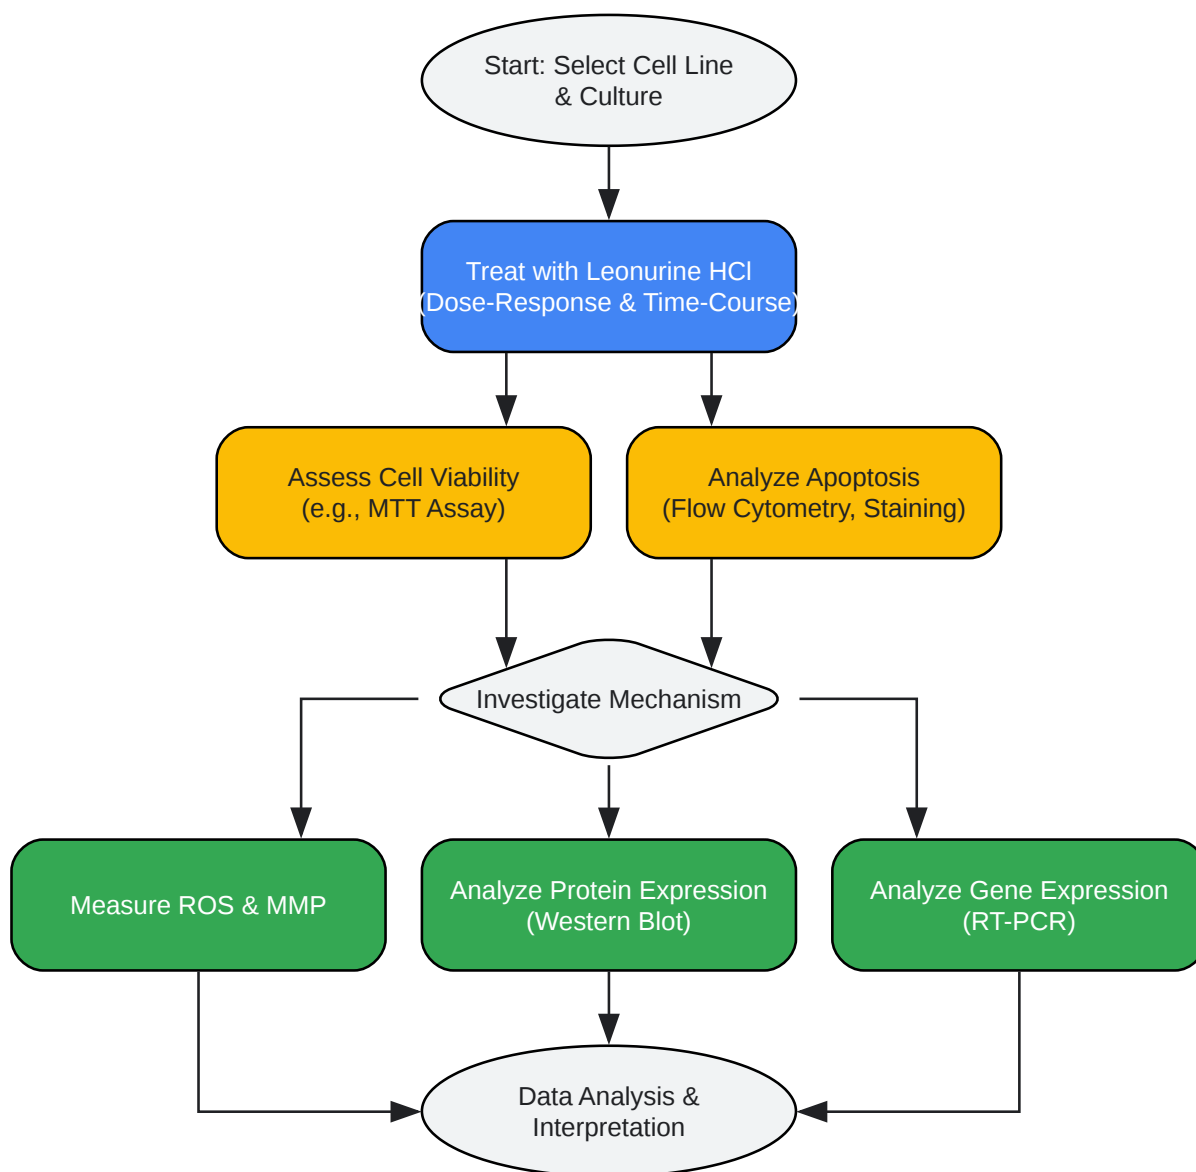 Start: Select Cell Line
& Culture
Treat with Leonurine HCl
(Dose-Response & Time-Course)
Assess Cell Viability
(e.g., MTT Assay)
Analyze Apoptosis
(Flow Cytometry, Staining)
Investigate Mechanism
Measure ROS & MMP
Analyze Protein Expression
(Western Blot)
Analyze Gene Expression
(RT-PCR)
Data Analysis &
Interpretation